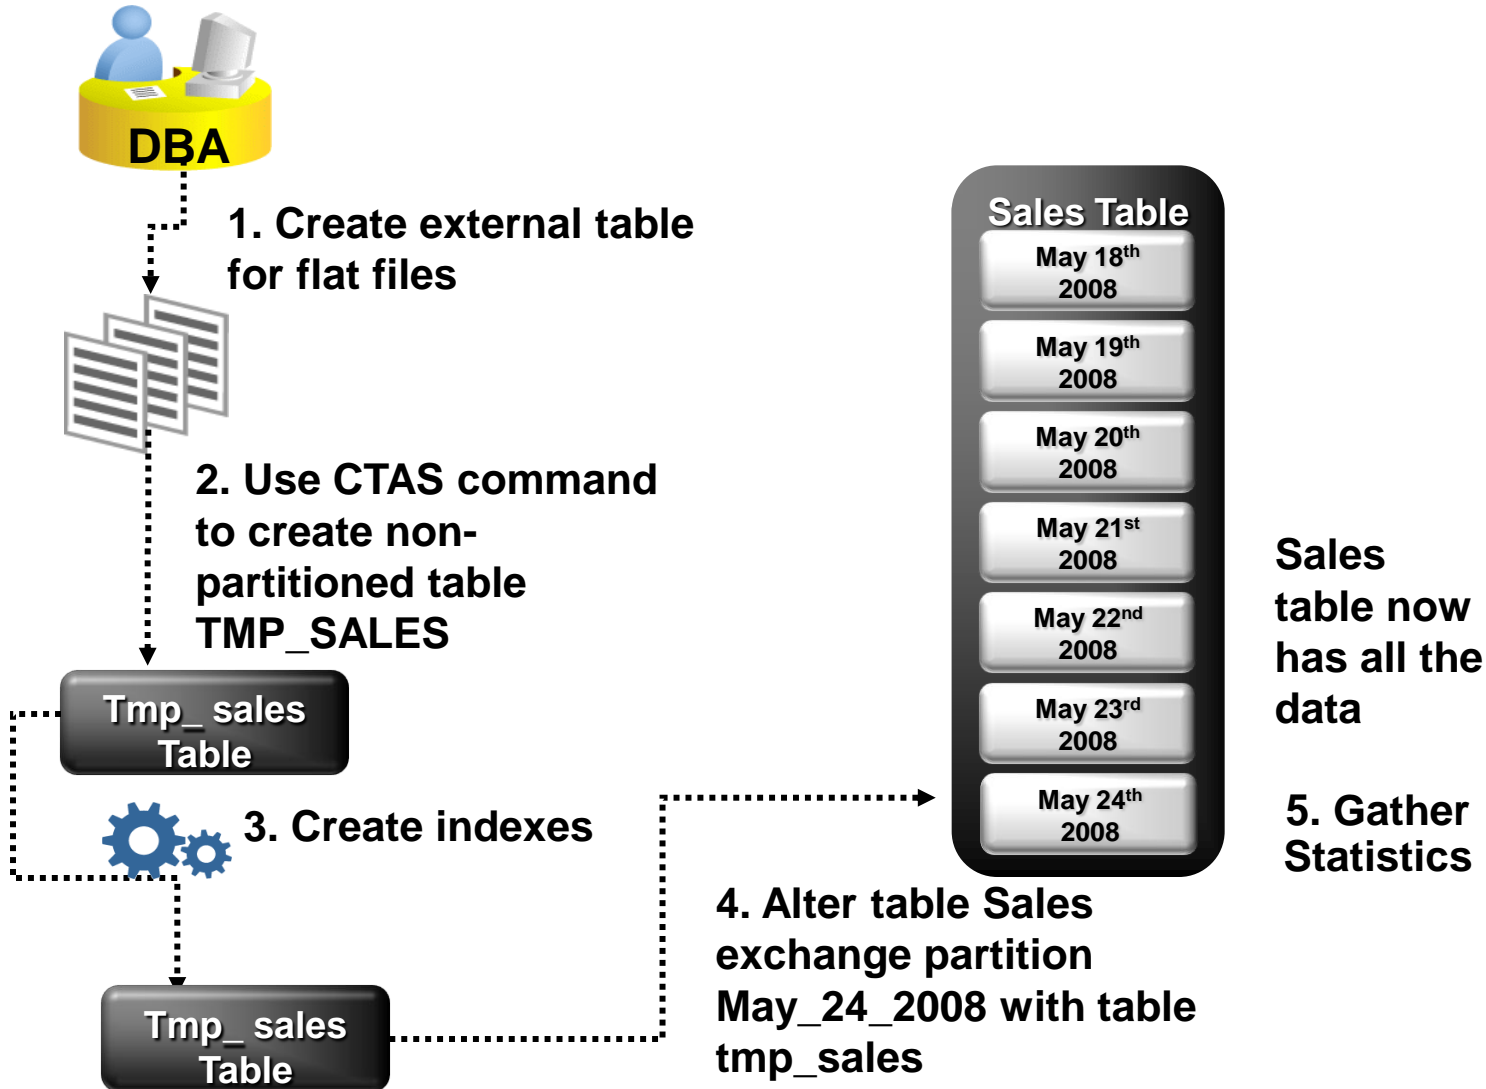 DBA
1. Create external table
for flat files
2. Use CTAS command
to create non-
partitioned table
TMP_SALES
Tmp_ sales
Table
3. Create indexes
Tmp_ sales
Table
4. Alter table Sales
exchange partition
May_24_2008 with table
tmp_sales
Sales Table
May 18th
2008
May 19th
2008
May 20th
2008
May 21st
2008
May 22nd
2008
May 23rd
2008
May 24th
2008
Sales
table now
has all the
data
5. Gather
Statistics